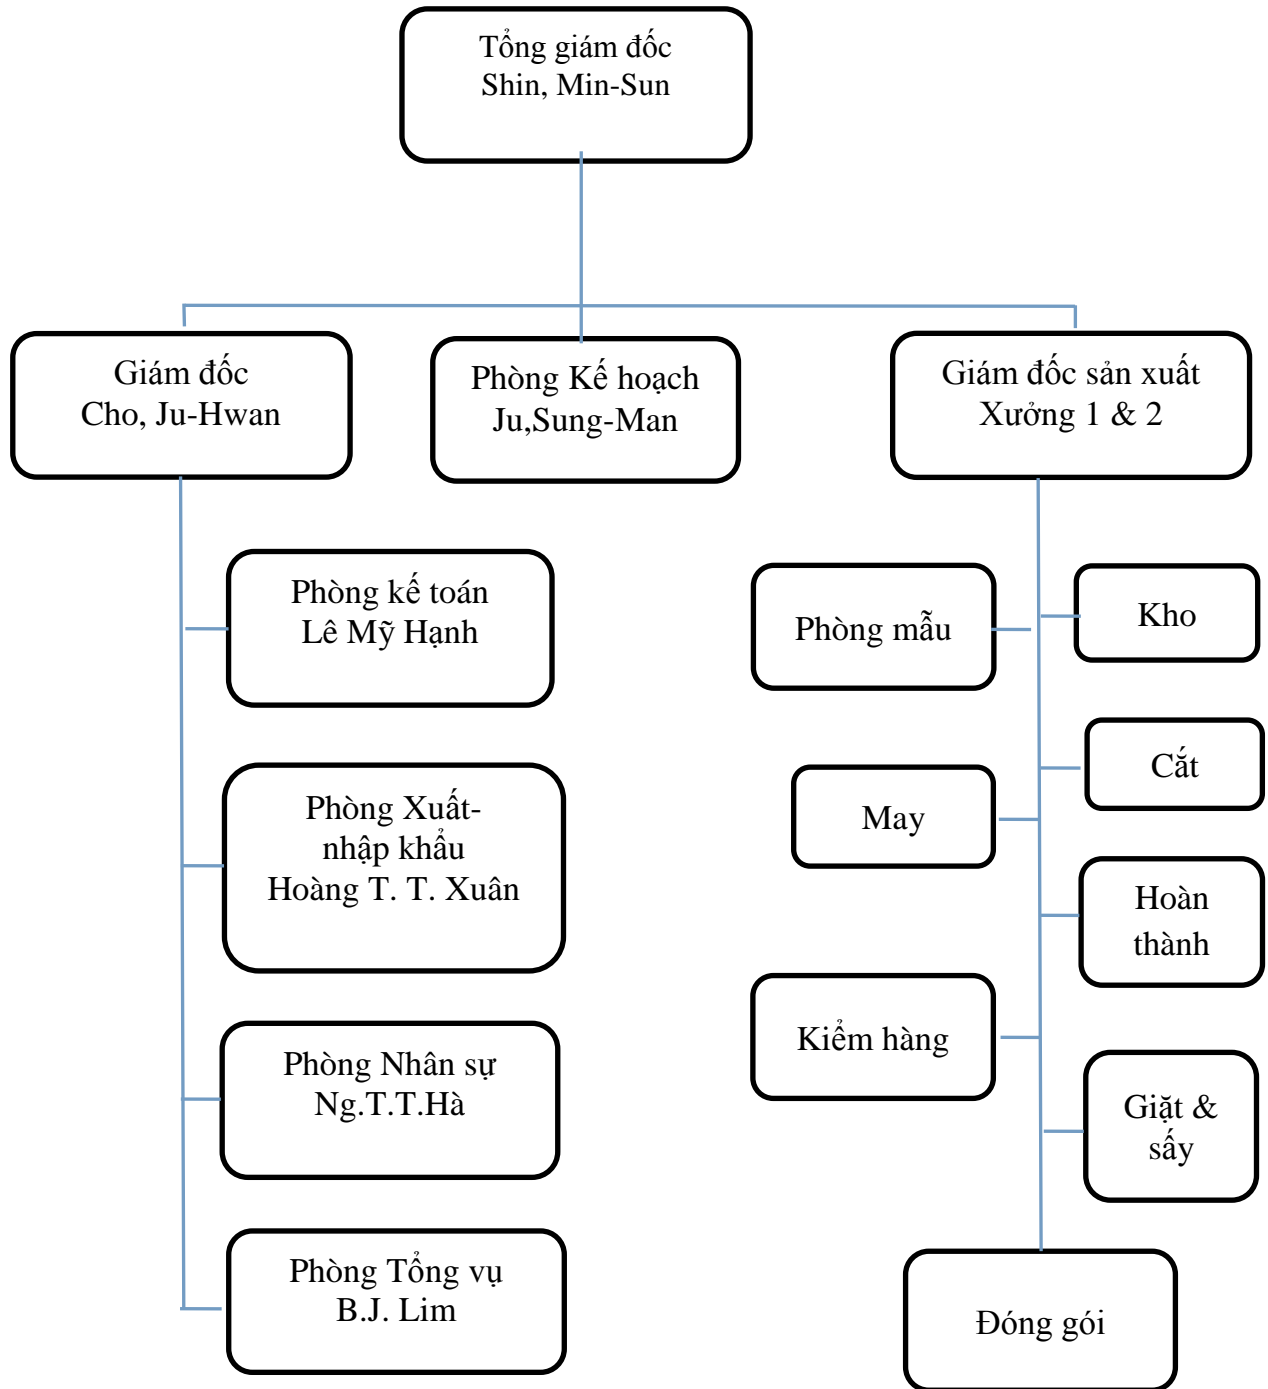 Tổng giám đốc
Shin, Min-Sun
Giám đốc
Cho, Ju-Hwan
Phòng Kế hoạch
Ju,Sung-Man
Giám đốc sản xuất
Xưởng 1 & 2
Phòng kế toán
Lê Mỹ Hạnh
Phòng Xuất-
nhập khẩu
Hoàng T. T. Xuân
Phòng Nhân sự
Ng.T.T.Hà
Phòng Tổng vụ
B.J. Lim
Phòng mẫu
Kho
Cắt
May
Hoàn
thành
Kiểm hàng
Giặt &
sấy
Đóng gói